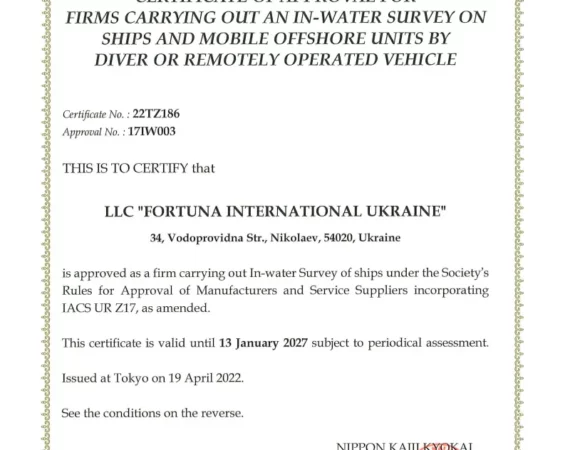 CERTIFICATE OF APPROVAL FOR
FIRMS CARRYING OUT AN IN-WATER SURVEY ON
SHIPS AND MOBILE OFFSHORE UNITS BY
DIVER OR REMOTELY OPERATED VEHICLE
Certificate No. : 22TZ186
Approval No. : 17IW003
THIS IS TO CERTIFY that
LLC "FORTUNA INTERNATIONAL UKRAINE"
34, Vodoprovidna Str., Nikolaev, 54020, Ukraine
is approved as a firm carrying out In-water Survey of ships under the Society's
Rules for Approval of Manufacturers and Service Suppliers incorporating
IACS UR Z17, as amended.
This certificate is valid until 13 January 2027 subject to periodical assessment.
Issued at Tokyo on 19 April 2022.
See the conditions on the reverse.
NIPPON KAIJI KYOKAI